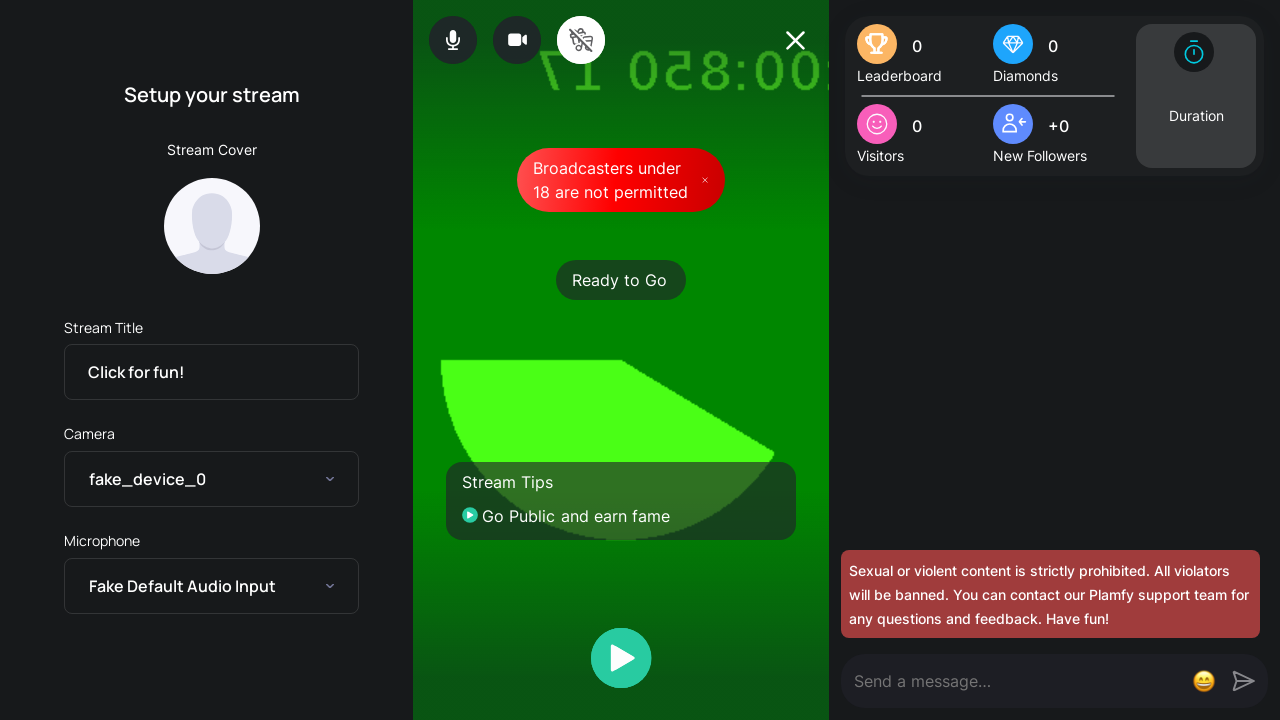 Setup your stream
Stream Cover
Stream Title
Click for fun!
Camera
fake_device_0
Microphone
Fake Default Audio Input
:00:850 17
Broadcasters under
18 are not permitted
Ready to Go
Stream Tips
Go Public and earn fame
0
Leaderboard
0
Diamonds
0
Visitors
+0
New Followers
Duration
Sexual or violent content is strictly prohibited. All violators
will be banned. You can contact our Plamfy support team for
any questions and feedback. Have fun!
Send a message...